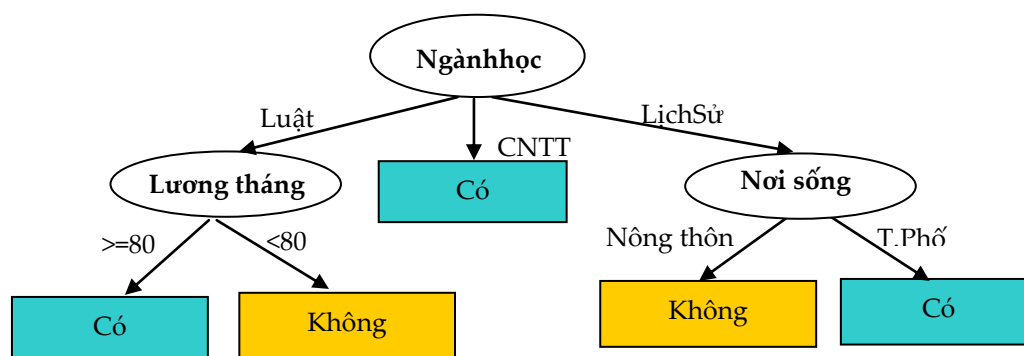 Ngànhhọc
Luật
LịchSử
CNTT
Lương tháng
Có
Nơi sống
>=80
<80
Nông thôn
T.Phố
Có
Không
Không
Có